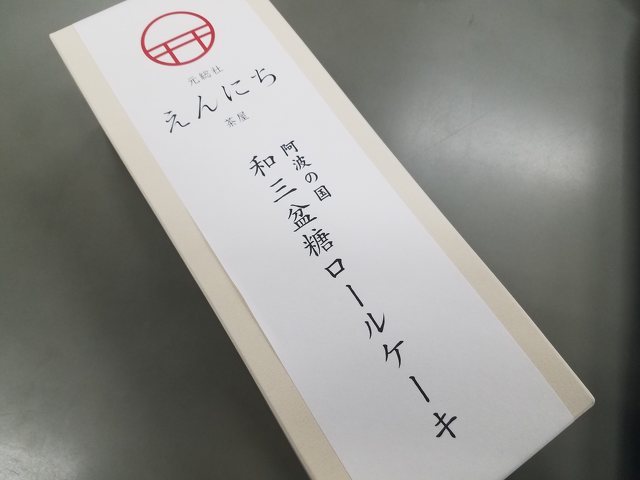 元総社
えんにち
茶屋
阿波の国
和三盆糖ロールケーキ